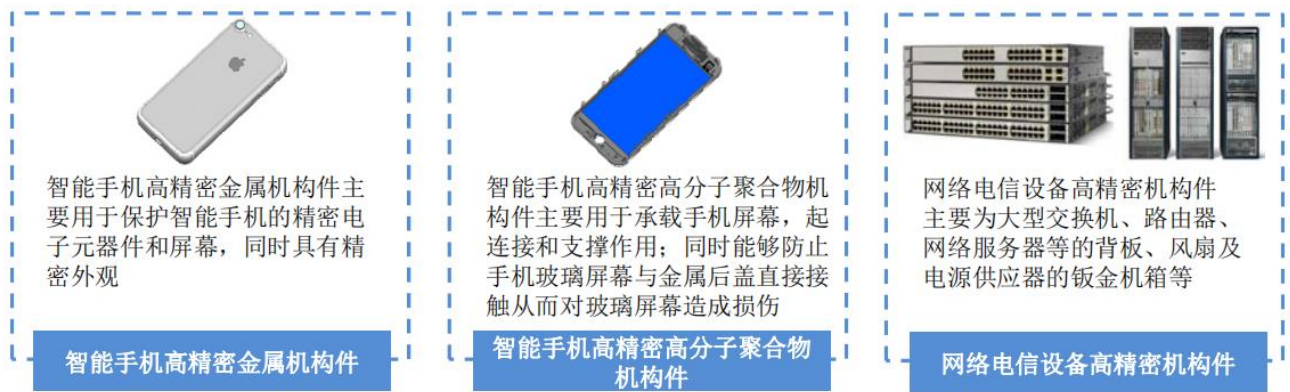 智能手机高精密金属机构件主
要用于保护智能手机的精密电
子元器件和屏幕，同时具有精
密外观
智能手机高精密金属机构件
智能手机高精密高分子聚合物机
构件主要用于承载手机屏幕，起
连接和支撑作用；同时能够防止
手机玻璃屏幕与金属后盖直接接
触从而对玻璃屏幕造成损伤
智能手机高精密高分子聚合物
机构件
网络电信设备高精密机构件
主要为大型交换机、路由器、
网络服务器等的背板、风扇及
电源供应器的钣金机箱等
网络电信设备高精密机构件